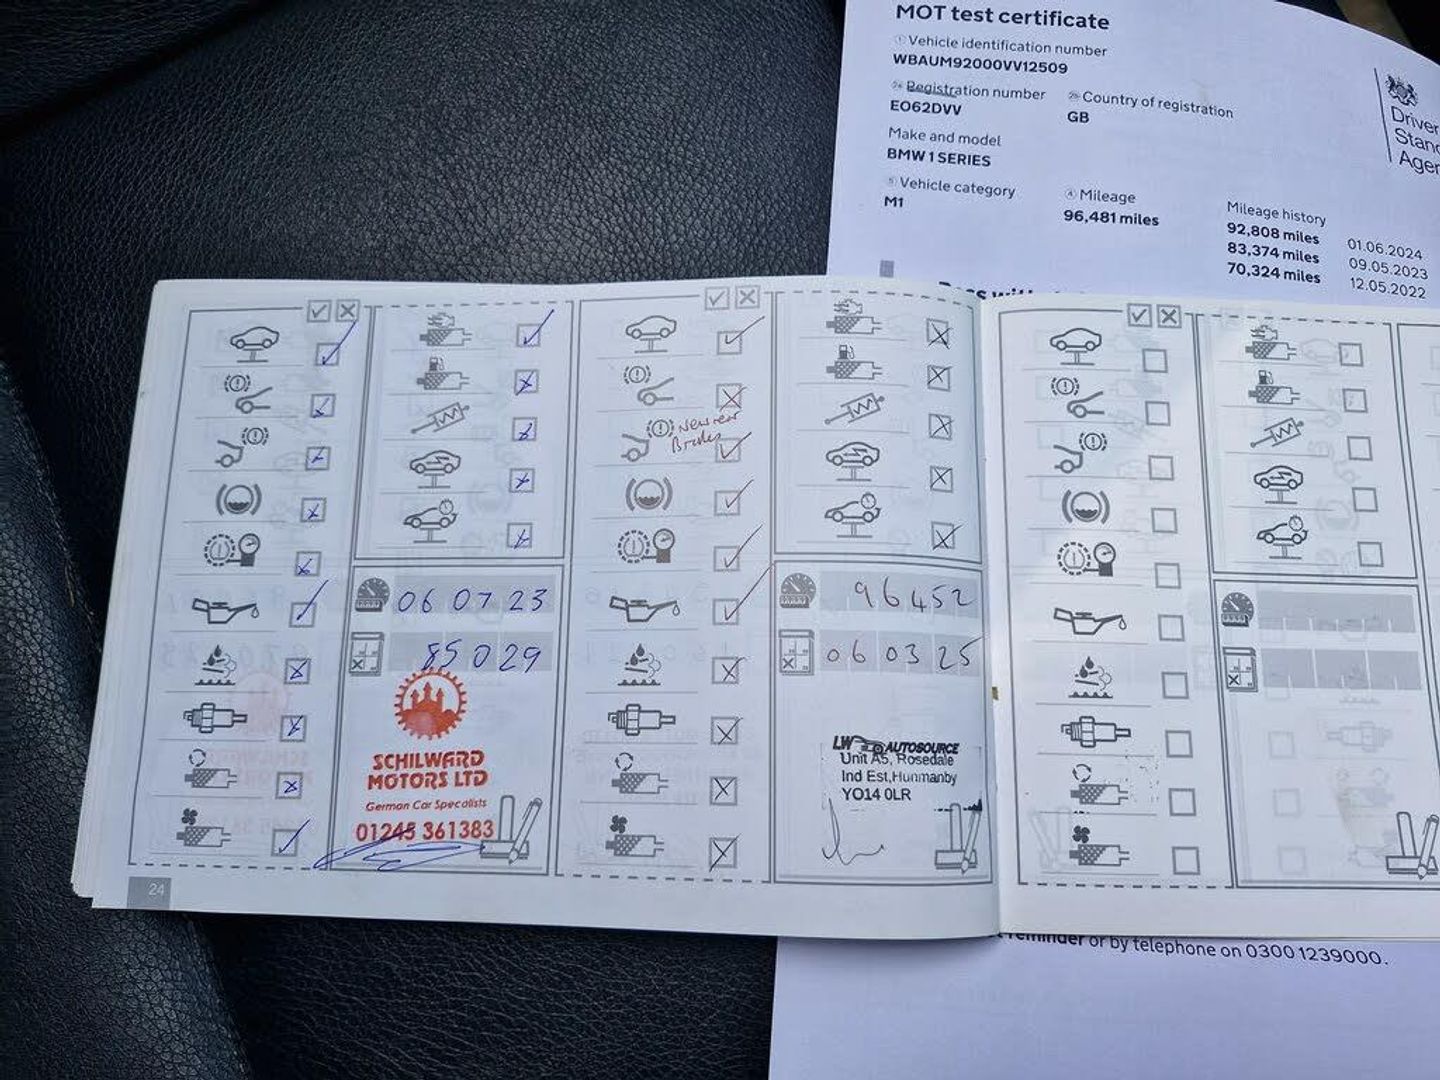 MOT test certificate
① Vehicle identification number
WBAUM92000VV12509
Registration number
EO62DVV
Country of registration
GB
Make and model
BMW 1 SERIES
⑤ Vehicle category
M1
④ Mileage
96,481 miles
Mileage history
92,808 miles 01.06.2024
83,374 miles 09.05.2023
70,324 miles 12.05.2022
Driver
Stand
Agen
06 07 23
85029
SCHILWARD
MOTORS LTD
German Car Specialists
01245 361383
24
New rear
Brakes
96452
06 03 25
LW AUTOSOURCE
Unit A5, Rosedale
Ind Est,Hunmanby
YO14 0LR
reminder or by telephone on 0300 1239000.